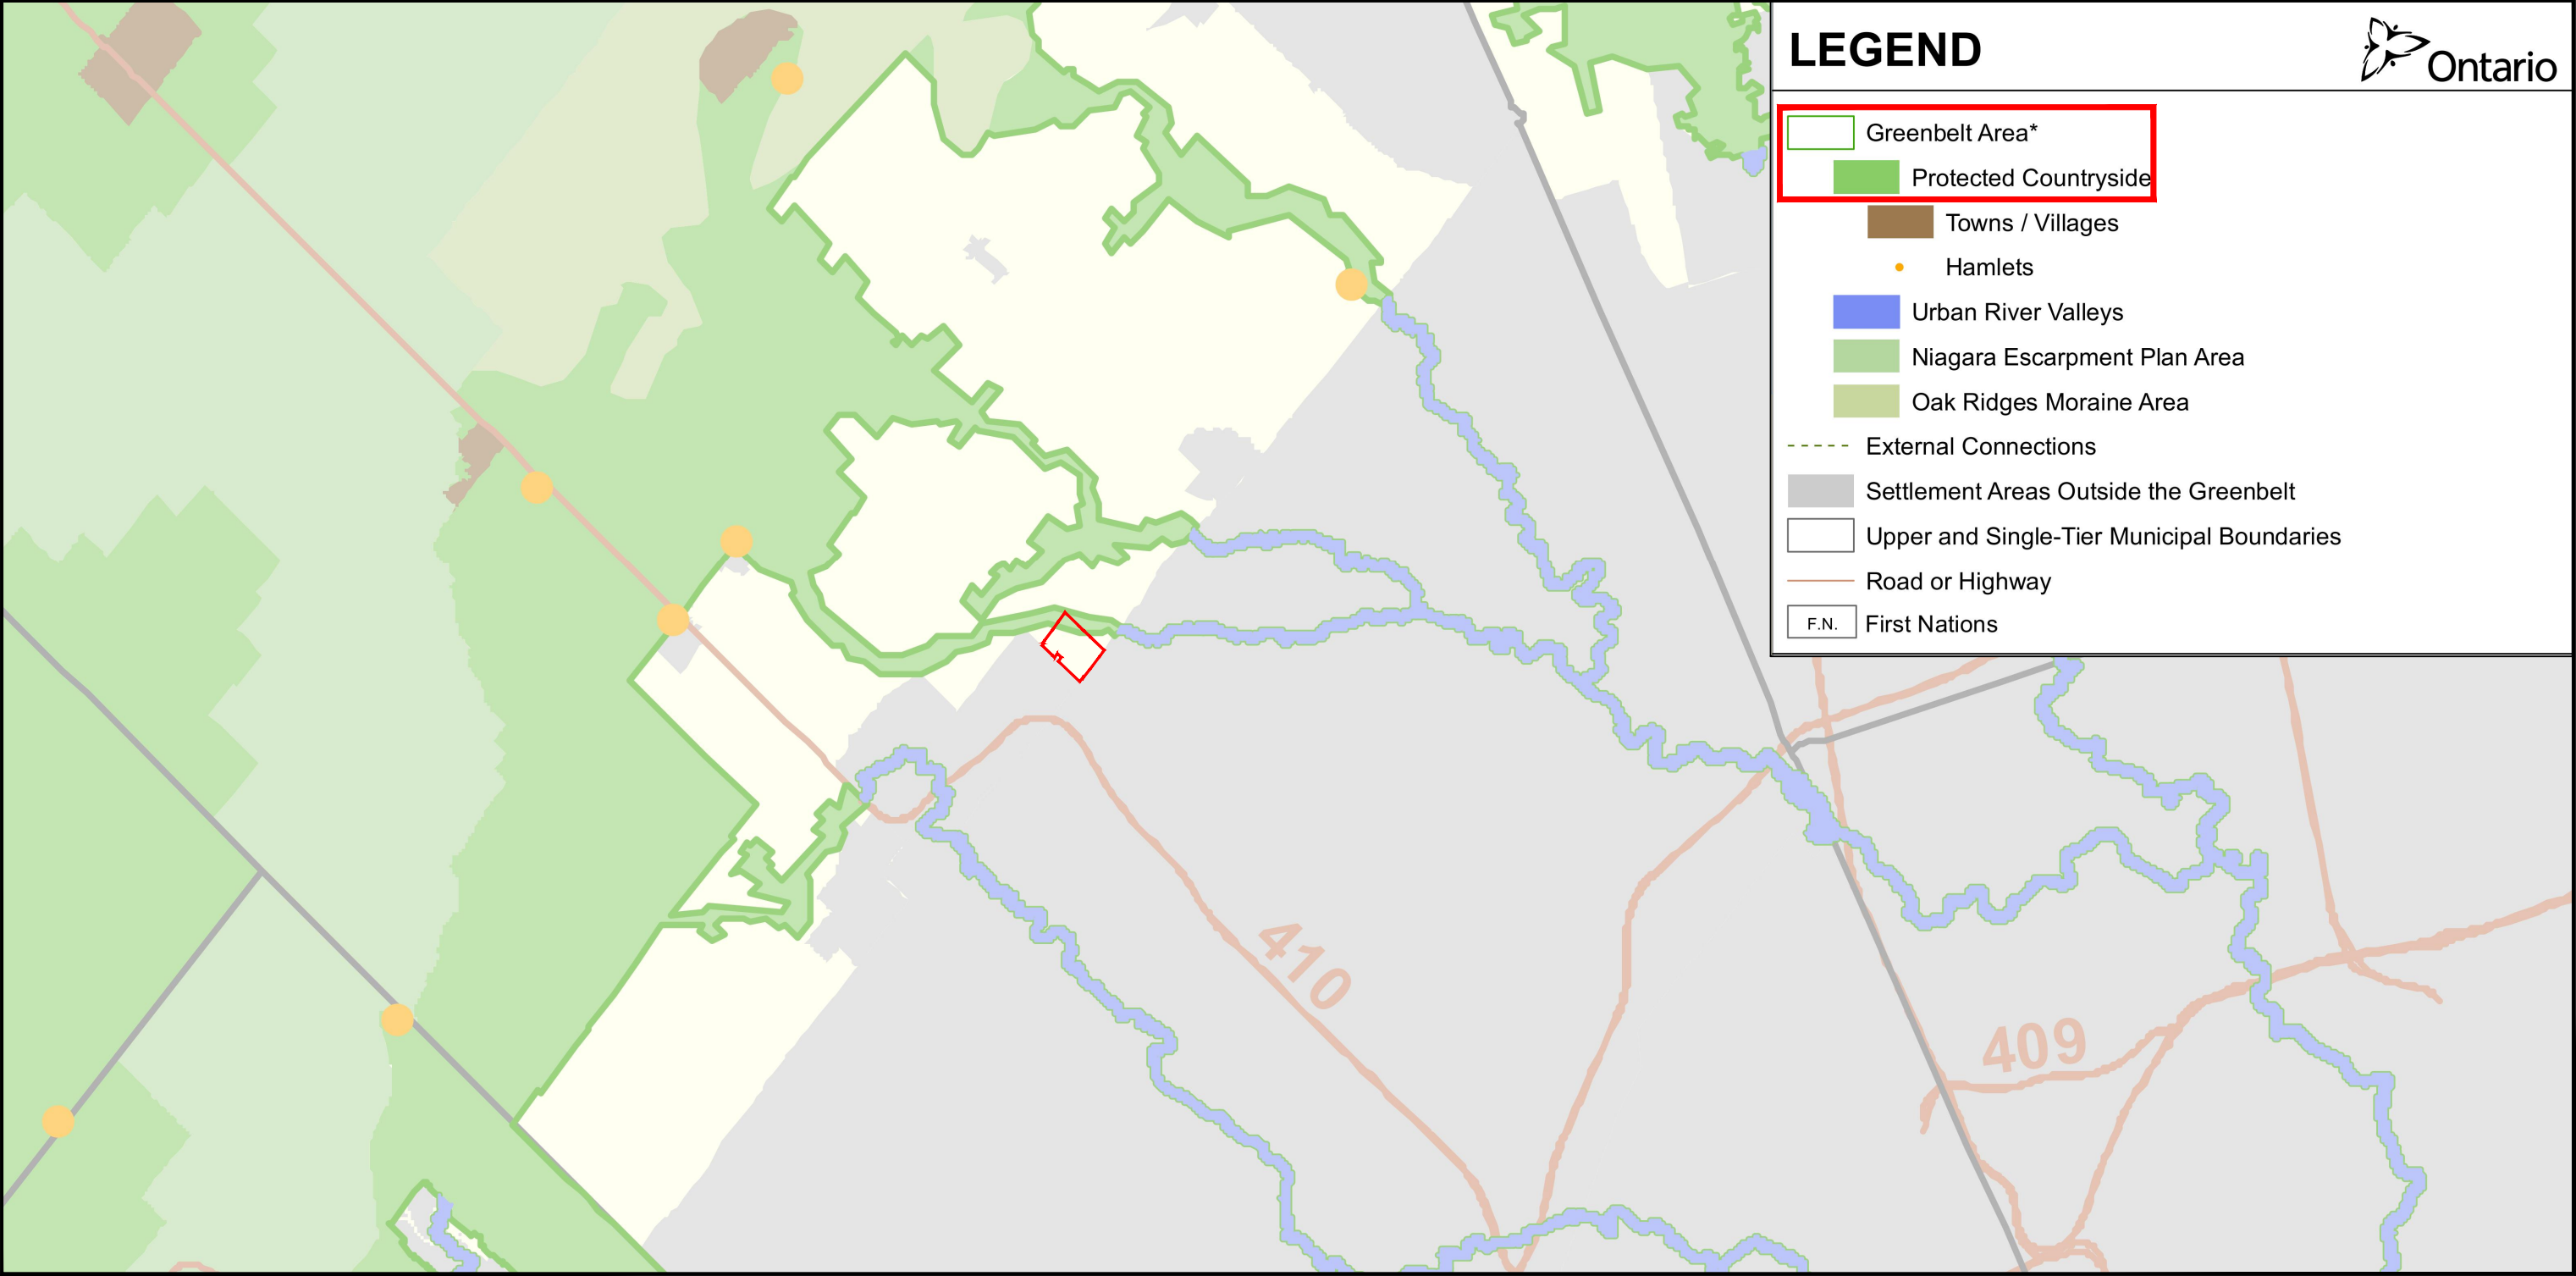 LEGEND
Ontario
Greenbelt Area*
Protected Countryside
Towns / Villages
Hamlets
Urban River Valleys
Niagara Escarpment Plan Area
Oak Ridges Moraine Area
External Connections
Settlement Areas Outside the Greenbelt
Upper and Single-Tier Municipal Boundaries
Road or Highway
F.N. First Nations
410
409